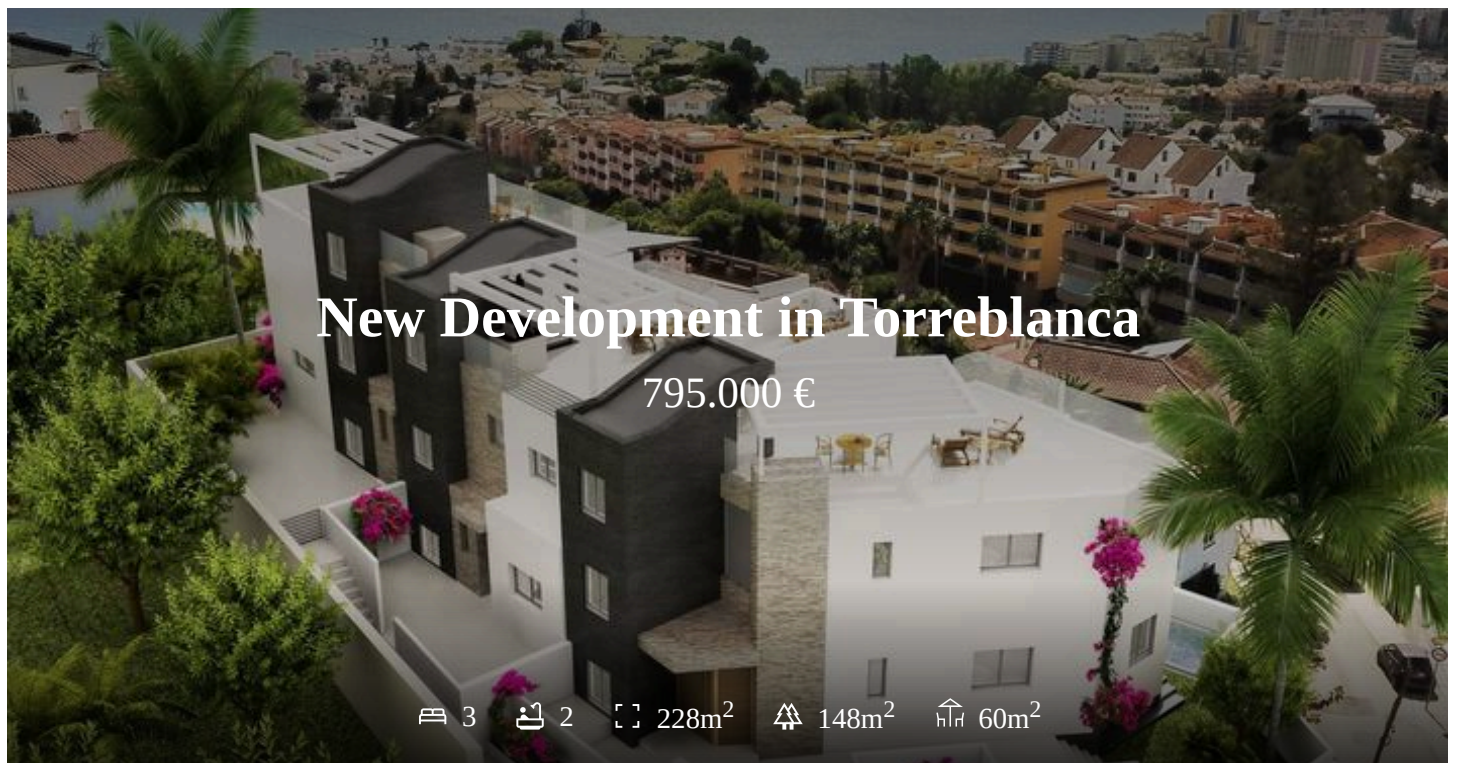 New Development in Torreblanca
795.000 €
3 2 228m² 148m² 60m²